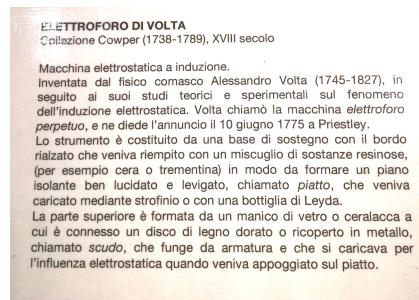 ELETTROFORO DI VOLTA
Collazione Cowper (1738-1789), XVIII secolo
Macchina elettrostatica a induzione.
Inventata dal fisico comasco Alessandro Volta (1745-1827), in
seguito ai suoi studi teorici e sperimentali sul fenomeno
dell'induzione elettrostatica. Volta chiamò la macchina elettroforo
perpetuo, e ne diede l'annuncio il 10 giugno 1775 a Priestley.
Lo strumento è costituito da una base di sostegno con il bordo
rialzato che veniva riempito con un miscuglio di sostanze resinose,
(per esempio cera o trementina) in modo da formare un piano
isolante ben lucidato e levigato, chiamato piatto, che veniva
caricato mediante strofinio o con una bottiglia di Leyda.
La parte superiore è formata da un manico di vetro o ceralacca a
cui è connesso un disco di legno dorato o ricoperto in metallo,
chiamato scudo, che funge da armatura e che si caricava per
l'influenza elettrostatica quando veniva appoggiato sul piatto.